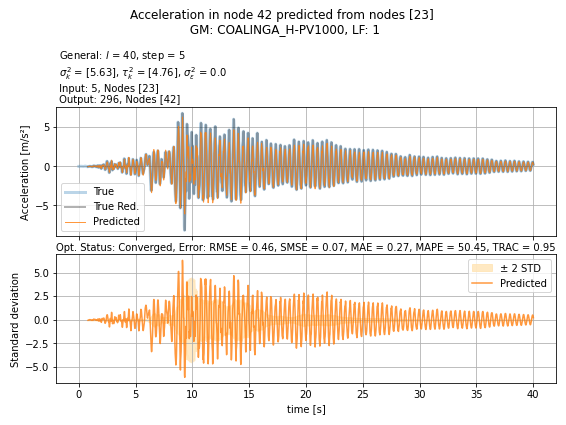 Acceleration in node 42 predicted from nodes [23]
GM: COALINGA_H-PV1000, LF: 1
General: l = 40, step = 5
σ²ₖ = [5.63], τ²ₖ = [4.76], σ²ε = 0.0
Input: 5, Nodes [23]
Output: 296, Nodes [42]
Acceleration [m/s²]
5
0
−5
True
True Red.
Predicted
Opt. Status: Converged, Error: RMSE = 0.46, SMSE = 0.07, MAE = 0.27, MAPE = 50.45, TRAC = 0.95
Standard deviation
5.0
2.5
0.0
−2.5
−5.0
± 2 STD
Predicted
0 5 10 15 20 25 30 35 40
time [s]